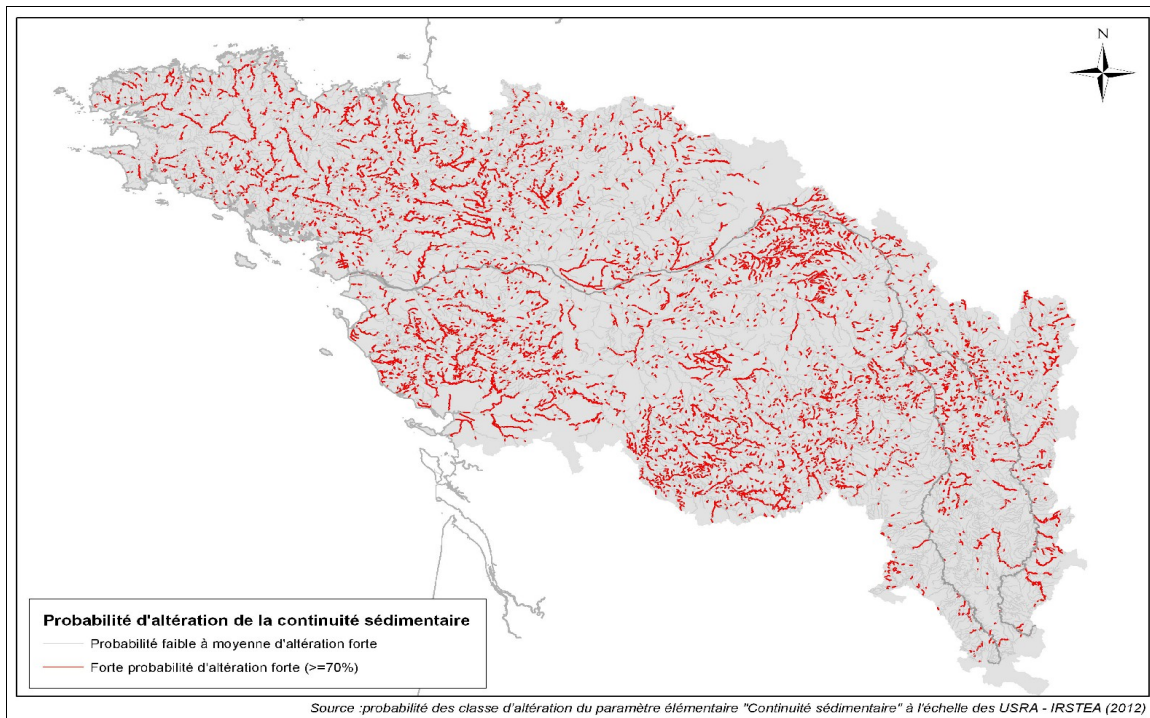 N
Probabilité d'altération de la continuité sédimentaire
Probabilité faible à moyenne d'altération forte
Forte probabilité d'altération forte (>=70%)
Source :probabilité des classe d'altération du paramètre élémentaire "Continuité sédimentaire" à l'échelle des USRA - IRSTEA (2012)